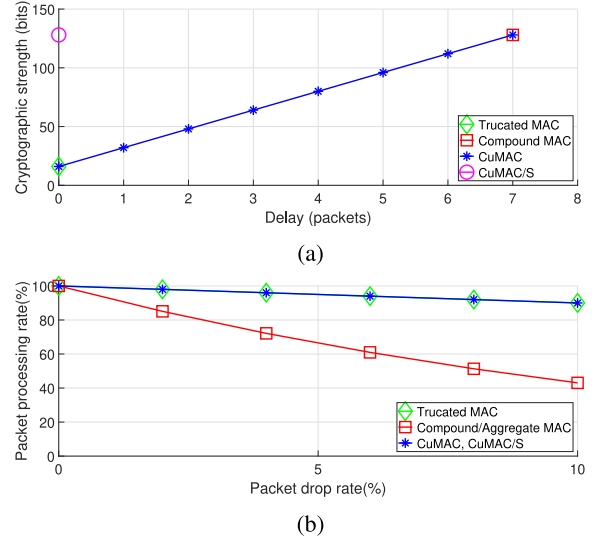 Cryptographic strength (bits)
150
100
50
0
0 1 2 3 4 5 6 7 8
Delay (packets)
Trucated MAC
Compound MAC
CuMAC
CuMAC/S
(a)
Packet processing rate(%)
100
80
60
40
20
0
0 5 10
Packet drop rate(%)
Trucated MAC
Compound/Aggregate MAC
CuMAC, CuMAC/S
(b)